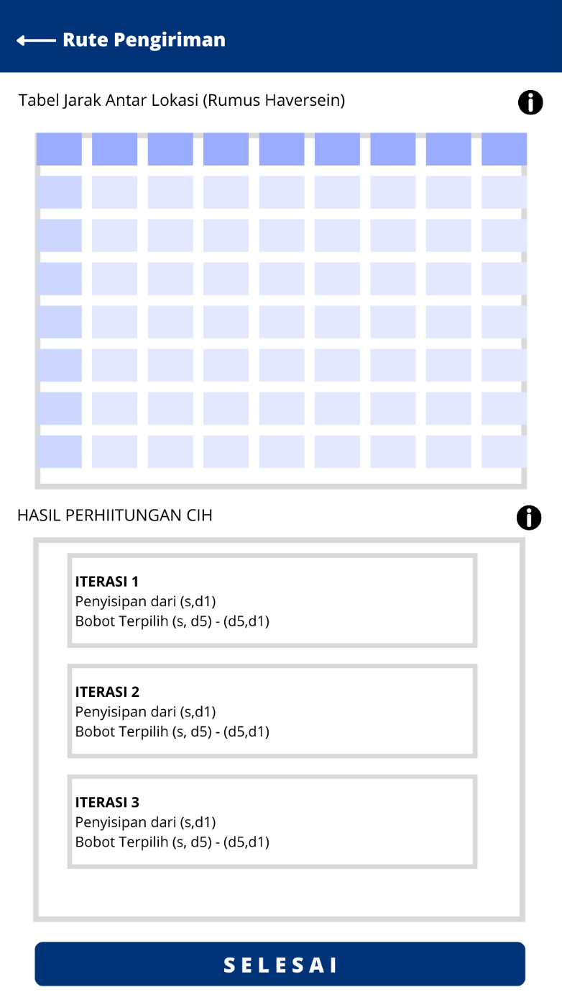 Rute Pengiriman
Tabel Jarak Antar Lokasi (Rumus Haversein)
HASIL PERHIITUNGAN CIH
ITERASI 1
Penyisipan dari (s,d1)
Bobot Terpilih (s, d5) - (d5,d1)
ITERASI 2
Penyisipan dari (s,d1)
Bobot Terpilih (s, d5) - (d5,d1)
ITERASI 3
Penyisipan dari (s,d1)
Bobot Terpilih (s, d5) - (d5,d1)
SELESAI